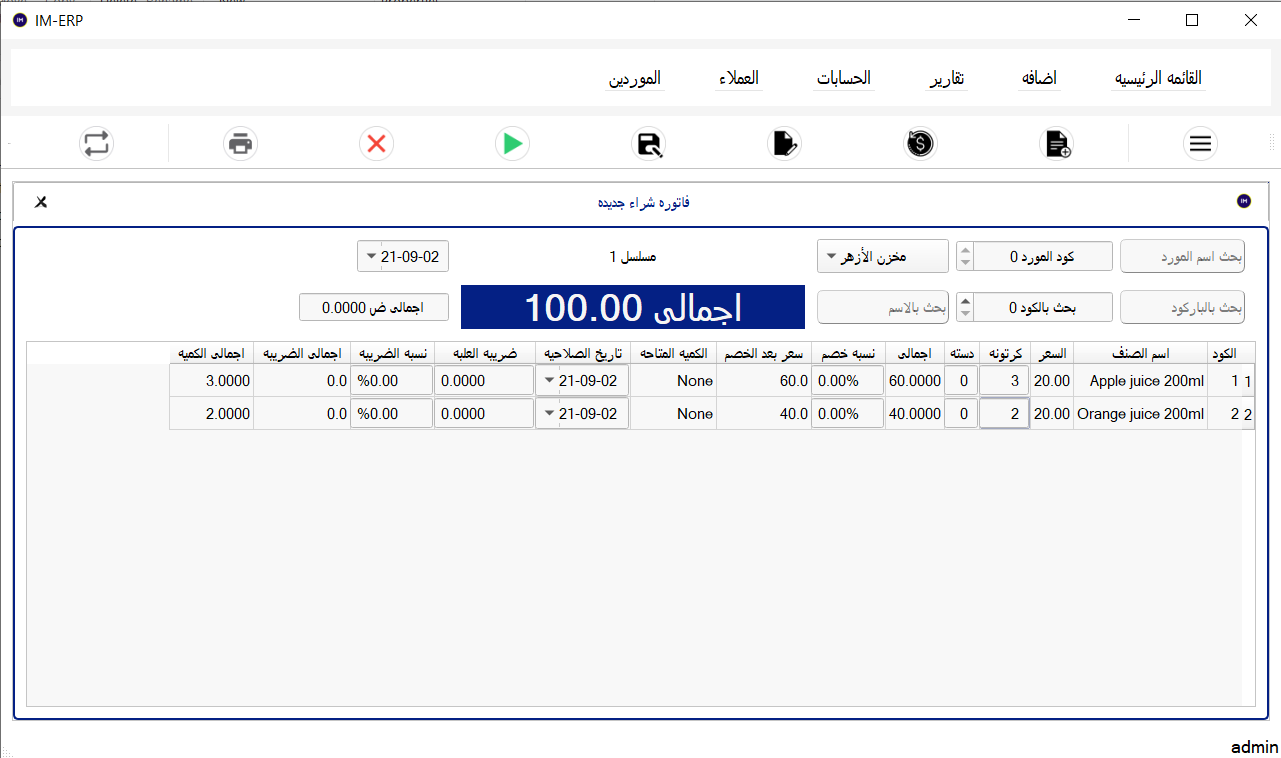 IM-ERP
القائمه الرئيسيه اضافه تقارير الحسابات العملاء الموردين
IM فاتوره شراء جديده
بحث اسم المورد كود المورد 0 مخزن الأزهر مسلسل 1 21-09-02
بحث بالباركود بحث بالكود 0 بحث بالاسم اجمالى 100.00 اجمالى ض 0.0000
الكود اسم الصنف السعر كرتونه دسته اجمالى نسبه خصم سعر بعد الخصم الكميه المتاحه تاريخ الصلاحيه ضريبه العلبه نسبه الضريبه اجمالى الضريبه اجمالى الكميه
1 1 Apple juice 200ml 20.00 3 0 60.0000 0.00% 60.0 None 21-09-02 0.0000 %0.00 0.0 3.0000
2 2 Orange juice 200ml 20.00 2 0 40.0000 0.00% 40.0 None 21-09-02 0.0000 %0.00 0.0 2.0000
admin